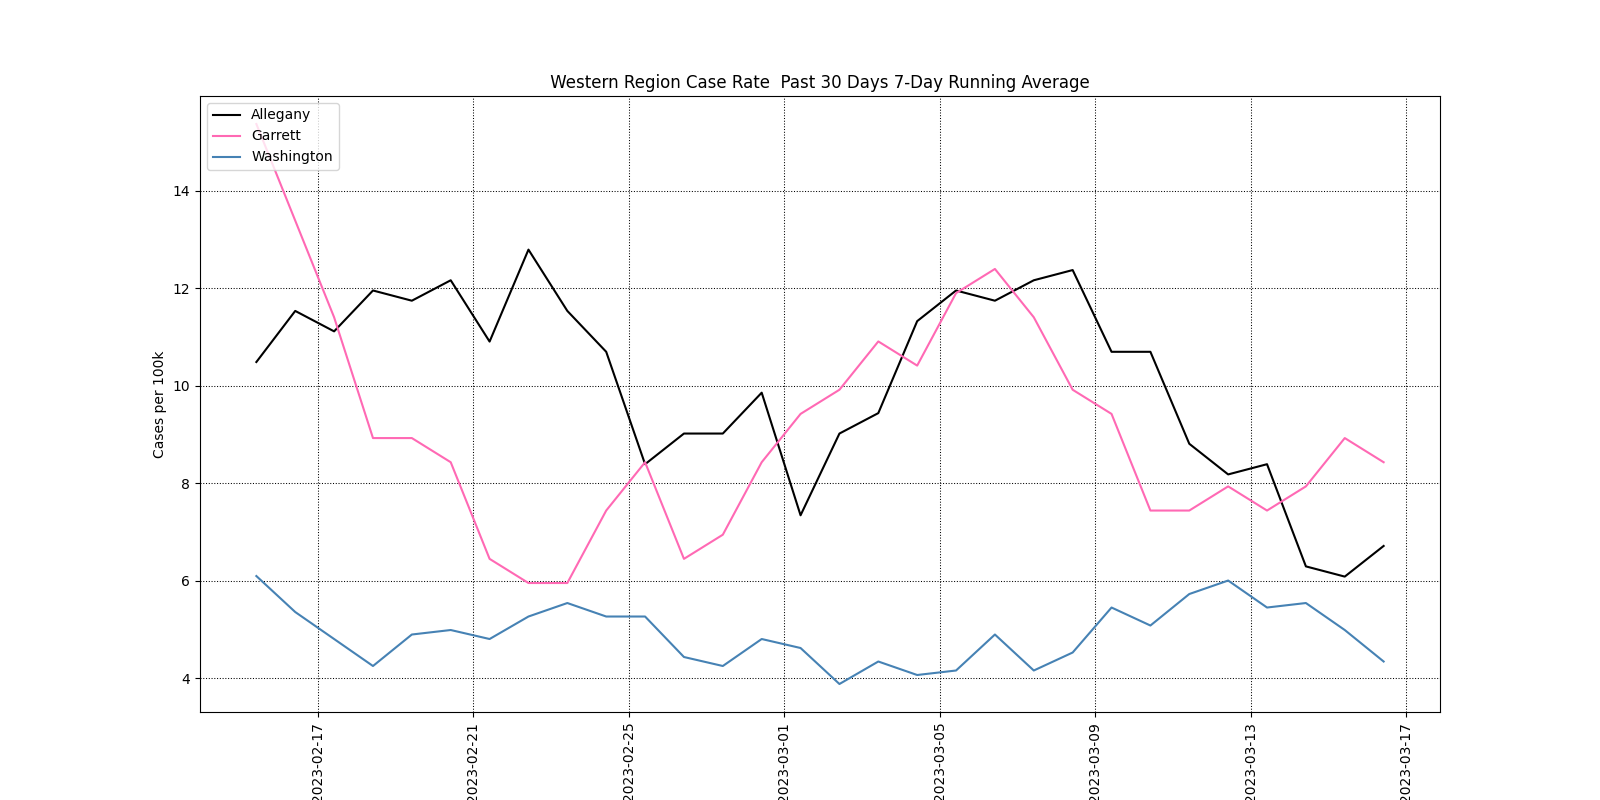 Western Region Case Rate  Past 30 Days 7-Day Running Average
Allegany
Garrett
Washington
Cases per 100k
14
12
10
8
6
4
2023-02-17
2023-02-21
2023-02-25
2023-03-01
2023-03-05
2023-03-09
2023-03-13
2023-03-17